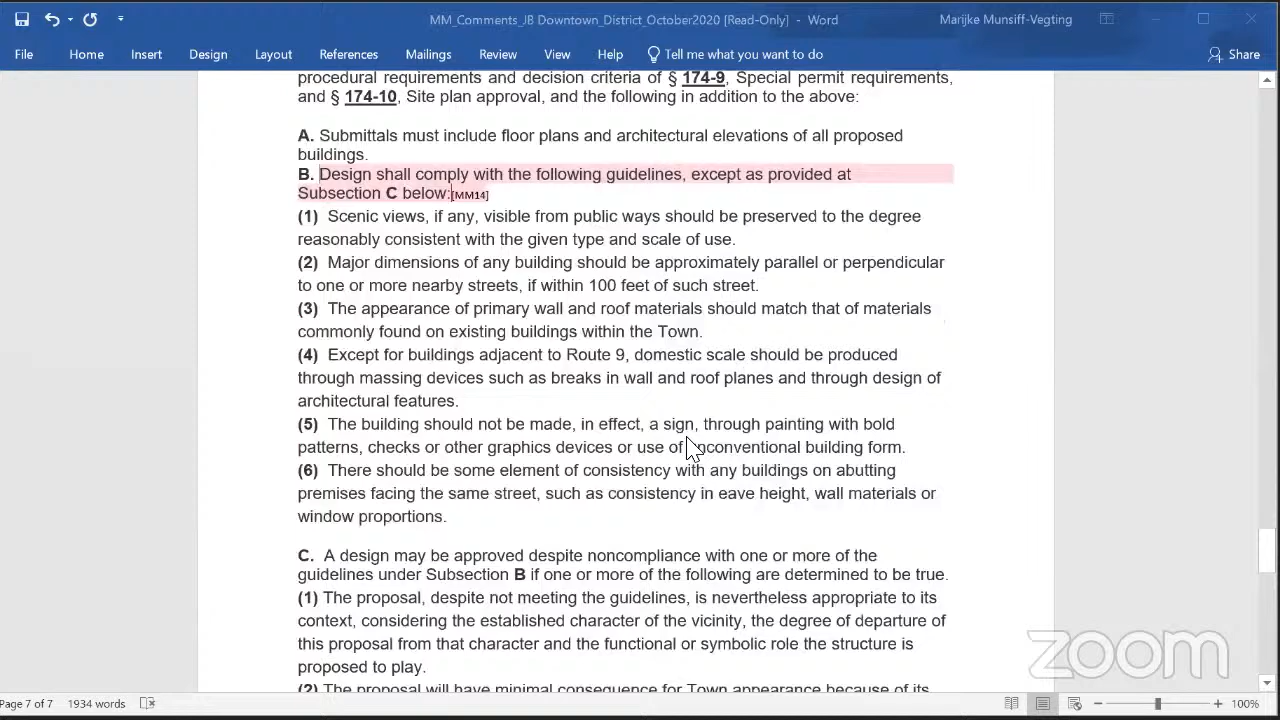 MM_Comments_JB Downtown_District_October2020 [Read-Only] - Word
Marijke Munsiff-Vegting
File Home Insert Design Layout References Mailings Review View Help Tell me what you want to do Share
procedural requirements and decision criteria of § 174-9, Special permit requirements,
and § 174-10, Site plan approval, and the following in addition to the above:
A. Submittals must include floor plans and architectural elevations of all proposed
buildings.
B. Design shall comply with the following guidelines, except as provided at
Subsection C below:[MM14]
(1) Scenic views, if any, visible from public ways should be preserved to the degree
reasonably consistent with the given type and scale of use.
(2) Major dimensions of any building should be approximately parallel or perpendicular
to one or more nearby streets, if within 100 feet of such street.
(3) The appearance of primary wall and roof materials should match that of materials
commonly found on existing buildings within the Town.
(4) Except for buildings adjacent to Route 9, domestic scale should be produced
through massing devices such as breaks in wall and roof planes and through design of
architectural features.
(5) The building should not be made, in effect, a sign, through painting with bold
patterns, checks or other graphics devices or use of unconventional building form.
(6) There should be some element of consistency with any buildings on abutting
premises facing the same street, such as consistency in eave height, wall materials or
window proportions.
C. A design may be approved despite noncompliance with one or more of the
guidelines under Subsection B if one or more of the following are determined to be true.
(1) The proposal, despite not meeting the guidelines, is nevertheless appropriate to its
context, considering the established character of the vicinity, the degree of departure of
this proposal from that character and the functional or symbolic role the structure is
proposed to play.
(2) The proposal will have minimal consequence for Town appearance because of its
zoom
Page 7 of 7 1934 words
100%